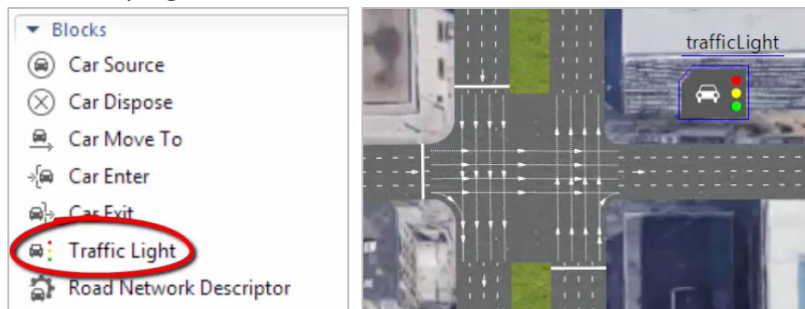 Blocks
Car Source
Car Dispose
Car Move To
Car Enter
Car Exit
Traffic Light
Road Network Descriptor
trafficLight